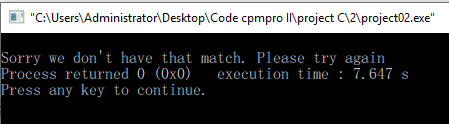 "C:\Users\Administrator\Desktop\Code cpmpro II\project C\2\project02.exe"
Sorry we don't have that match. Please try again
Process returned 0 (0x0)   execution time : 7.647 s
Press any key to continue.